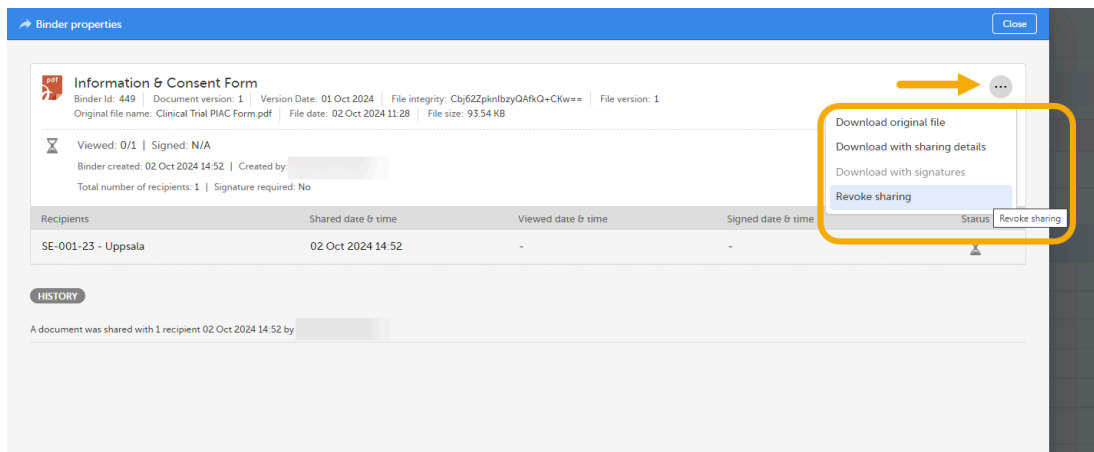 Binder properties
Close
pdf
Information & Consent Form
Binder Id: 449 Document version: 1 Version Date: 01 Oct 2024 File integrity: Cbj62ZpknIbzyQAfkQ+CKw== File version: 1
Original file name: Clinical Trial PIAC Form.pdf File date: 02 Oct 2024 11:28 File size: 93.54 KB
Viewed: 0/1 | Signed: N/A
Binder created: 02 Oct 2024 14:52 | Created by:
Total number of recipients: 1 | Signature required: No
Download original file
Download with sharing details
Download with signatures
Revoke sharing
Revoke sharing
Recipients Shared date & time Viewed date & time Signed date & time Status
SE-001-23 - Uppsala 02 Oct 2024 14:52 - -
HISTORY
A document was shared with 1 recipient 02 Oct 2024 14:52 by